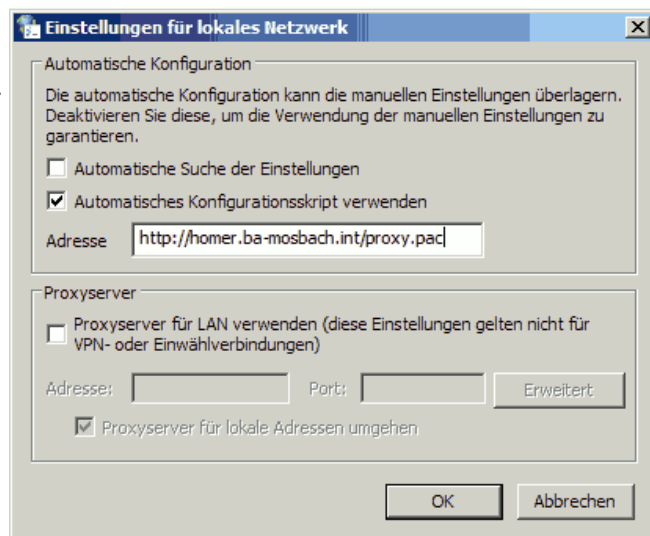 Einstellungen für lokales Netzwerk
Automatische Konfiguration
Die automatische Konfiguration kann die manuellen Einstellungen überlagern.
Deaktivieren Sie diese, um die Verwendung der manuellen Einstellungen zu
garantieren.
Automatische Suche der Einstellungen
Automatisches Konfigurationsskript verwenden
Adresse http://homer.ba-mosbach.int/proxy.pac
Proxyserver
Proxyserver für LAN verwenden (diese Einstellungen gelten nicht für
VPN- oder Einwählverbindungen)
Adresse: Port: Erweitert
Proxyserver für lokale Adressen umgehen
OK Abbrechen